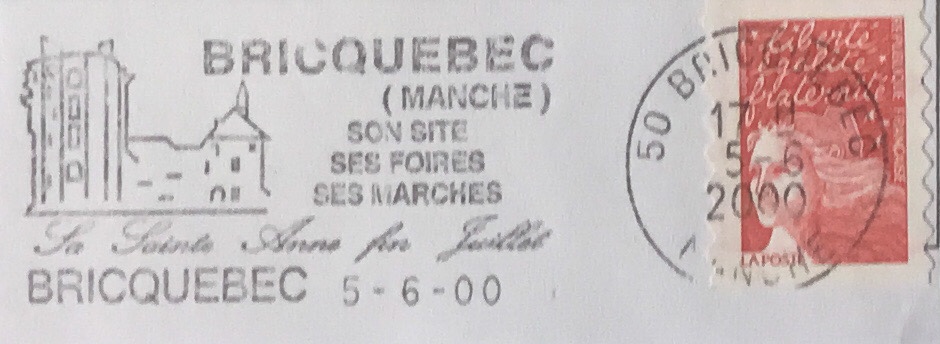 BRICQUEBEC
(MANCHE)
SON SITE
SES FOIRES
SES MARCHES
Sa Sainte Anne fin Juillet
BRICQUEBEC 5-6-00
50 BRICQUEBEC
17 H
5-6
2000
MANCHE
liberté
égalité
fraternité
LA POSTE